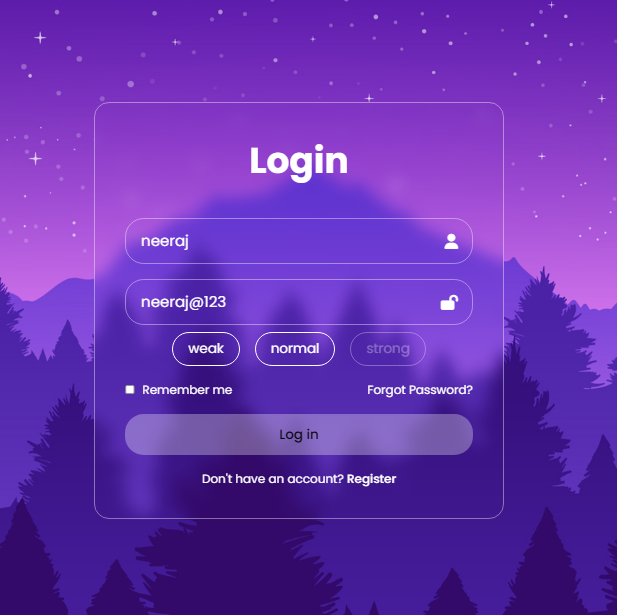 Login
neeraj
neeraj@123
weak normal strong
Remember me Forgot Password?
Log in
Don't have an account? Register